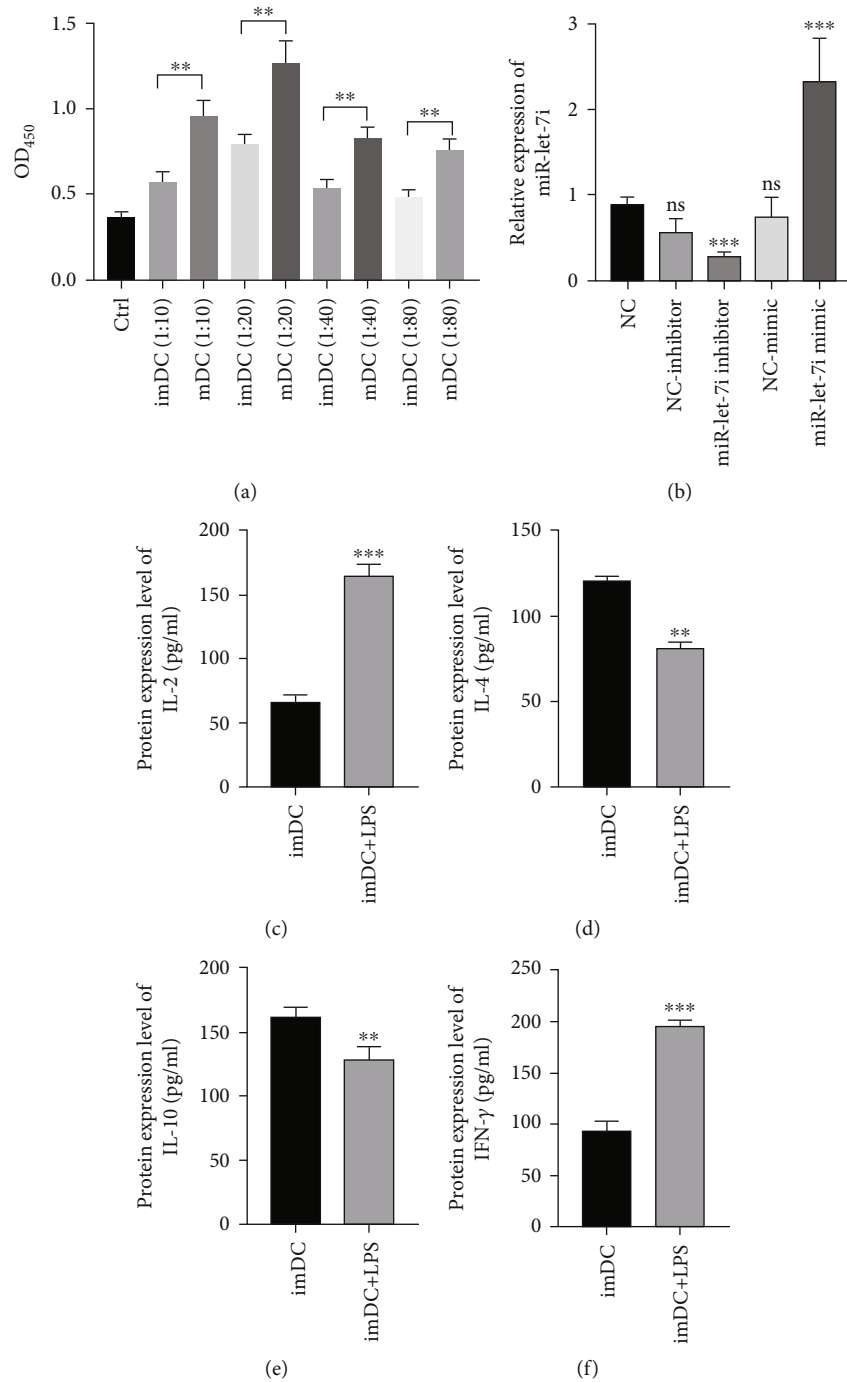 1.5
1.0
0.5
0.0
OD450
**
**
**
**
Ctrl
imDC (1:10)
mDC (1:10)
imDC (1:20)
mDC (1:20)
imDC (1:40)
mDC (1:40)
imDC (1:80)
mDC (1:80)
(a)
3
2
1
0
Relative expression of
miR-let-7i
ns
***
ns
***
NC
NC-inhibitor
miR-let-7i inhibitor
NC-mimic
miR-let-7i mimic
(b)
200
150
100
50
0
Protein expression level of
IL-2 (pg/ml)
***
imDC
imDC+LPS
(c)
150
100
50
0
Protein expression level of
IL-4 (pg/ml)
**
imDC
imDC+LPS
(d)
200
150
100
50
0
Protein expression level of
IL-10 (pg/ml)
**
imDC
imDC+LPS
(e)
250
200
150
100
50
0
Protein expression level of
IFN-γ (pg/ml)
***
imDC
imDC+LPS
(f)